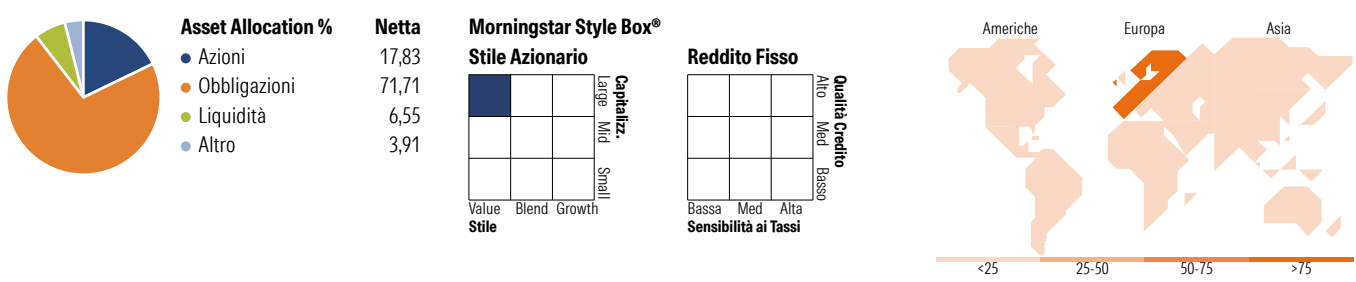 Asset Allocation % Netta
Azioni 17,83
Obbligazioni 71,71
Liquidità 6,55
Altro 3,91
Morningstar Style Box®
Stile Azionario
Large Mid Small
Capitalizz.
Value Blend Growth
Stile
Reddito Fisso
Alto Med Basso
Qualità Credito
Bassa Med Alta
Sensibilità ai Tassi
Americhe Europa Asia
<25 25-50 50-75 >75